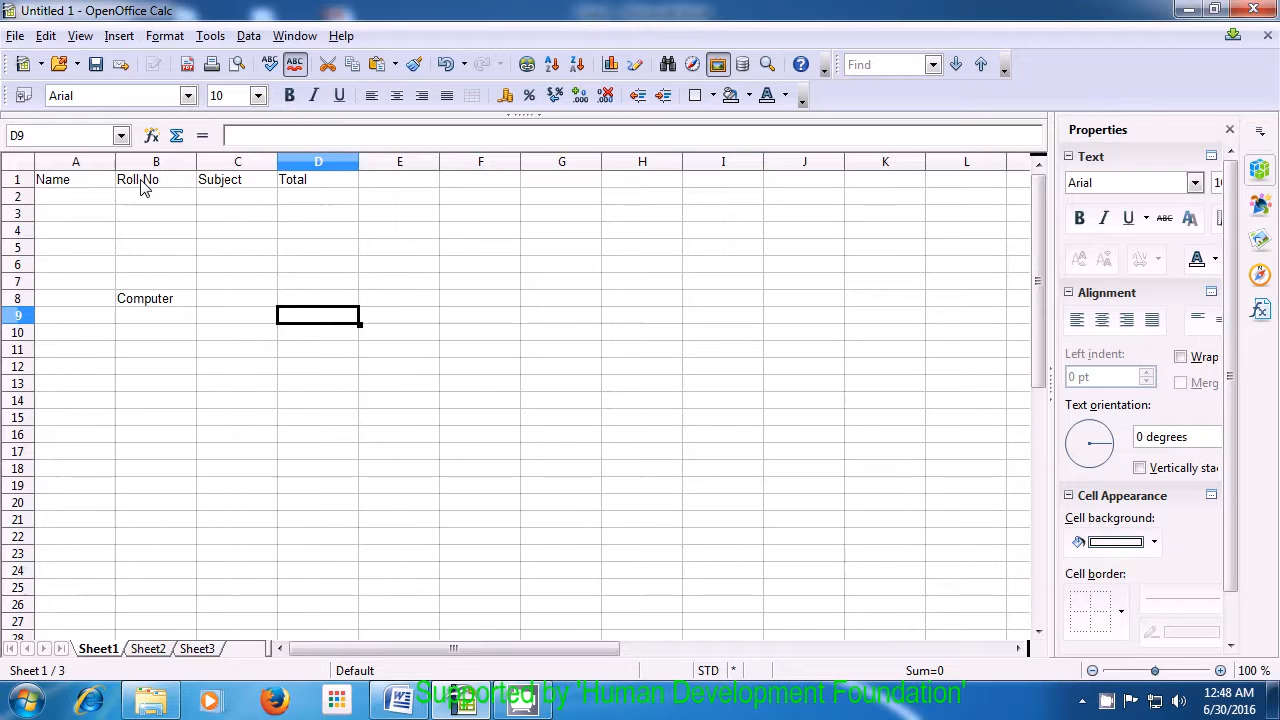 Untitled 1 - OpenOffice Calc
File Edit View Insert Format Tools Data Window Help
Find
Arial 10
D9
A B C D E F G H I J K L
1 Name Roll No Subject Total
2
3
4
5
6
7
8 Computer
9
10
11
12
13
14
15
16
17
18
19
20
21
22
23
24
25
26
27
28
Properties
Text
Arial
Alignment
Left indent:
Wrap
0 pt
Merg
Text orientation:
0 degrees
Vertically stac
Cell Appearance
Cell background:
Cell border:
Sheet1 Sheet2 Sheet3
Sheet 1 / 3 Default STD * Sum=0 100 %
Supported by 'Human Development Foundation'
12:48 AM
6/30/2016